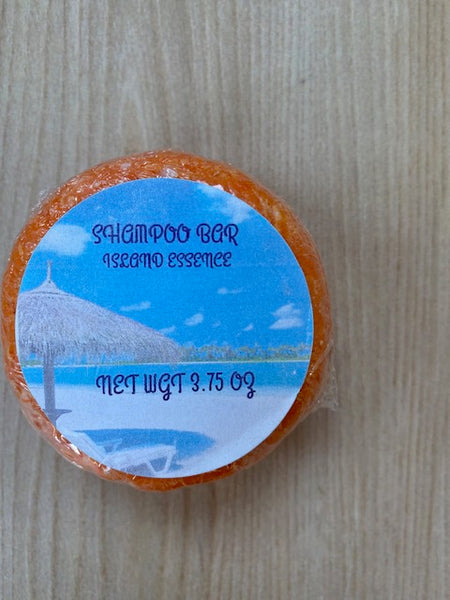 SHAMPOO BAR
ISLAND ESSENCE
NET WGT 3.75 OZ